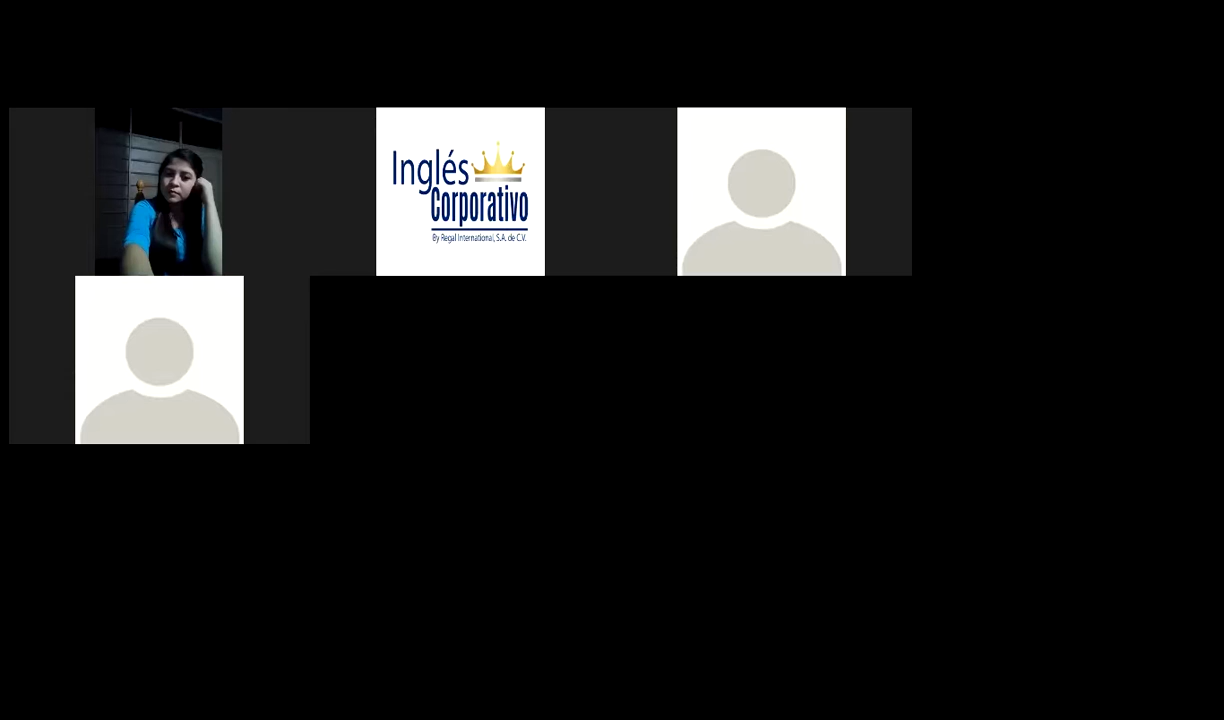 Inglés
Corporativo
By Regal International, S.A. de C.V.